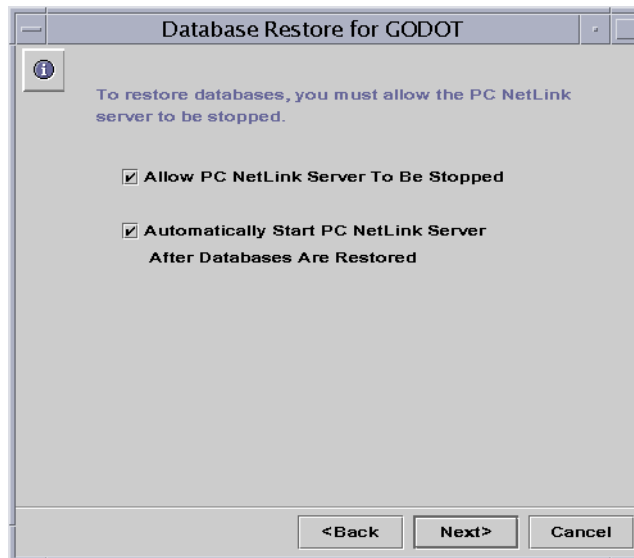 Database Restore for GODOT
To restore databases, you must allow the PC NetLink
server to be stopped.
Allow PC NetLink Server To Be Stopped
Automatically Start PC NetLink Server
After Databases Are Restored
<Back Next> Cancel